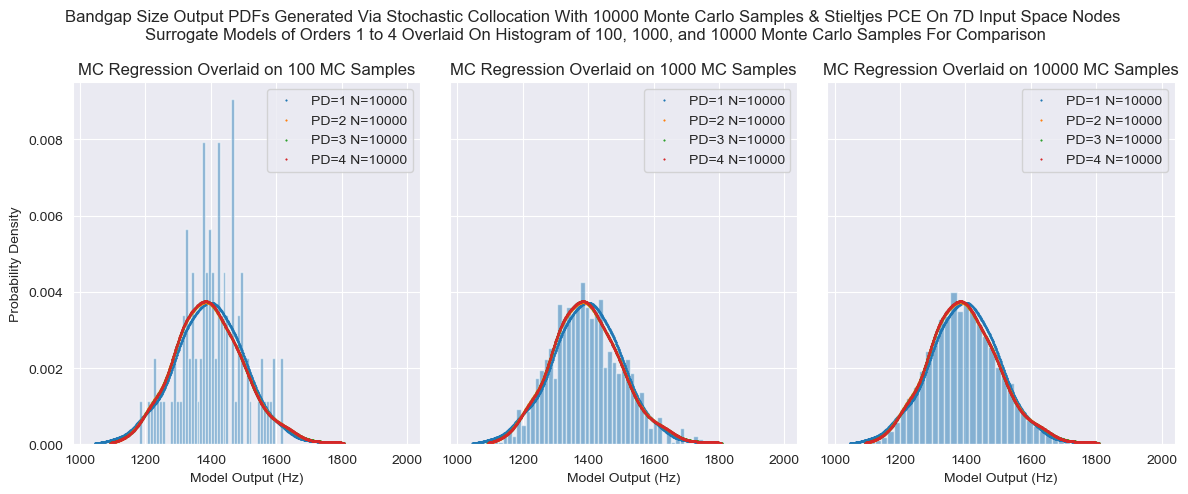 Bandgap Size Output PDFs Generated Via Stochastic Collocation With 10000 Monte Carlo Samples & Stieltjes PCE On 7D Input Space Nodes
Surrogate Models of Orders 1 to 4 Overlaid On Histogram of 100, 1000, and 10000 Monte Carlo Samples For Comparison
MC Regression Overlaid on 100 MC Samples
PD=1 N=10000
PD=2 N=10000
PD=3 N=10000
PD=4 N=10000
Probability Density
0.008
0.006
0.004
0.002
0.000
1000 1200 1400 1600 1800 2000
Model Output (Hz)
MC Regression Overlaid on 1000 MC Samples
PD=1 N=10000
PD=2 N=10000
PD=3 N=10000
PD=4 N=10000
1000 1200 1400 1600 1800 2000
Model Output (Hz)
MC Regression Overlaid on 10000 MC Samples
PD=1 N=10000
PD=2 N=10000
PD=3 N=10000
PD=4 N=10000
1000 1200 1400 1600 1800 2000
Model Output (Hz)